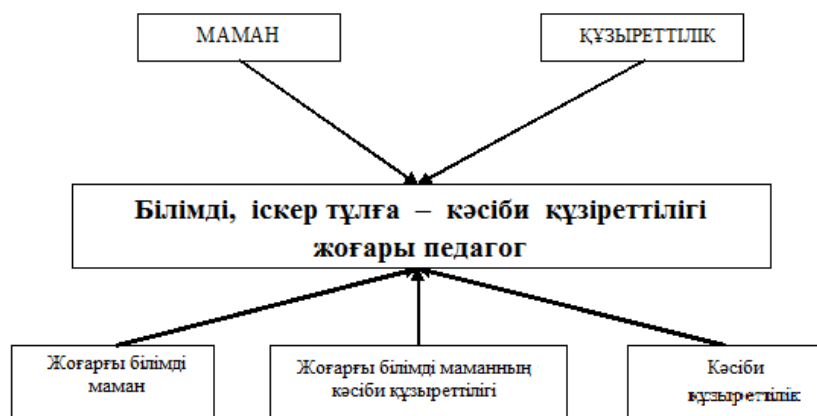 МАМАН
ҚҰЗЫРЕТТІЛІК
Білімді, іскер тұлға – кәсіби құзіреттілігі
жоғары педагог
Жоғарғы білімді
маман
Жоғарғы білімді маманның
кәсіби құзыреттілігі
Кәсіби
құзыреттілік